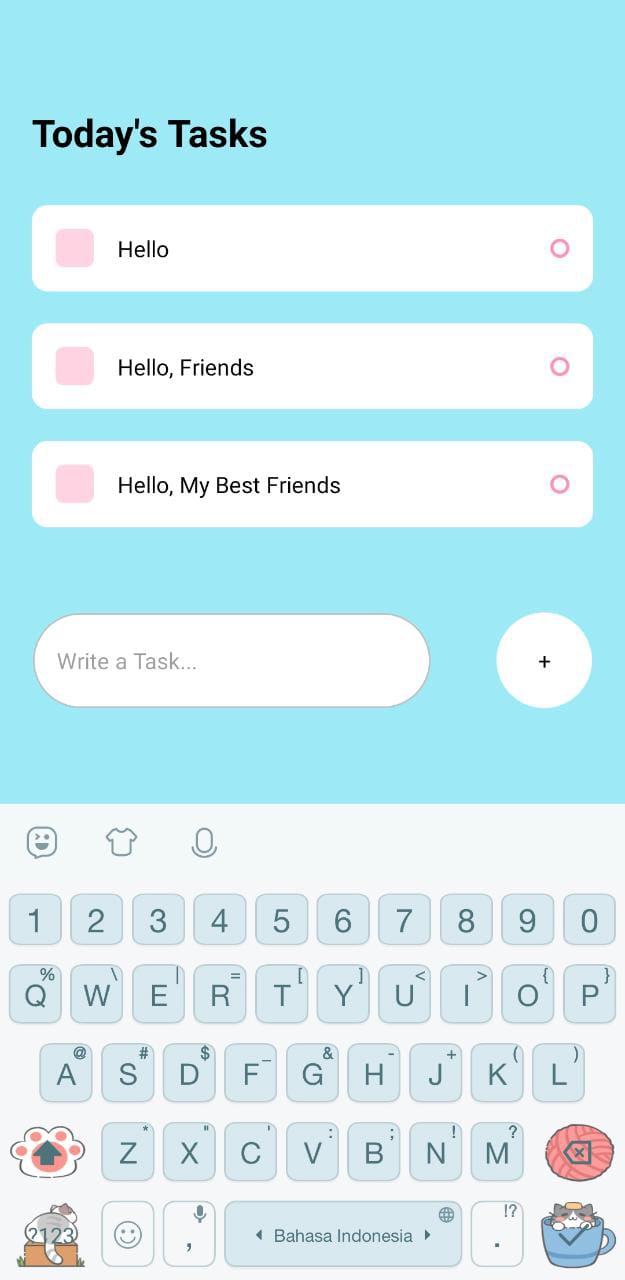 Today's Tasks
Hello
Hello, Friends
Hello, My Best Friends
Write a Task...
+
1 2 3 4 5 6 7 8 9 0
% \ | = [ ] < > { }
Q W E R T Y U I O P
@ # $ _ & - + ( )
A S D F G H J K L
* " ' : ; ! ?
Z X C V B N M
!?
?123 , Bahasa Indonesia .